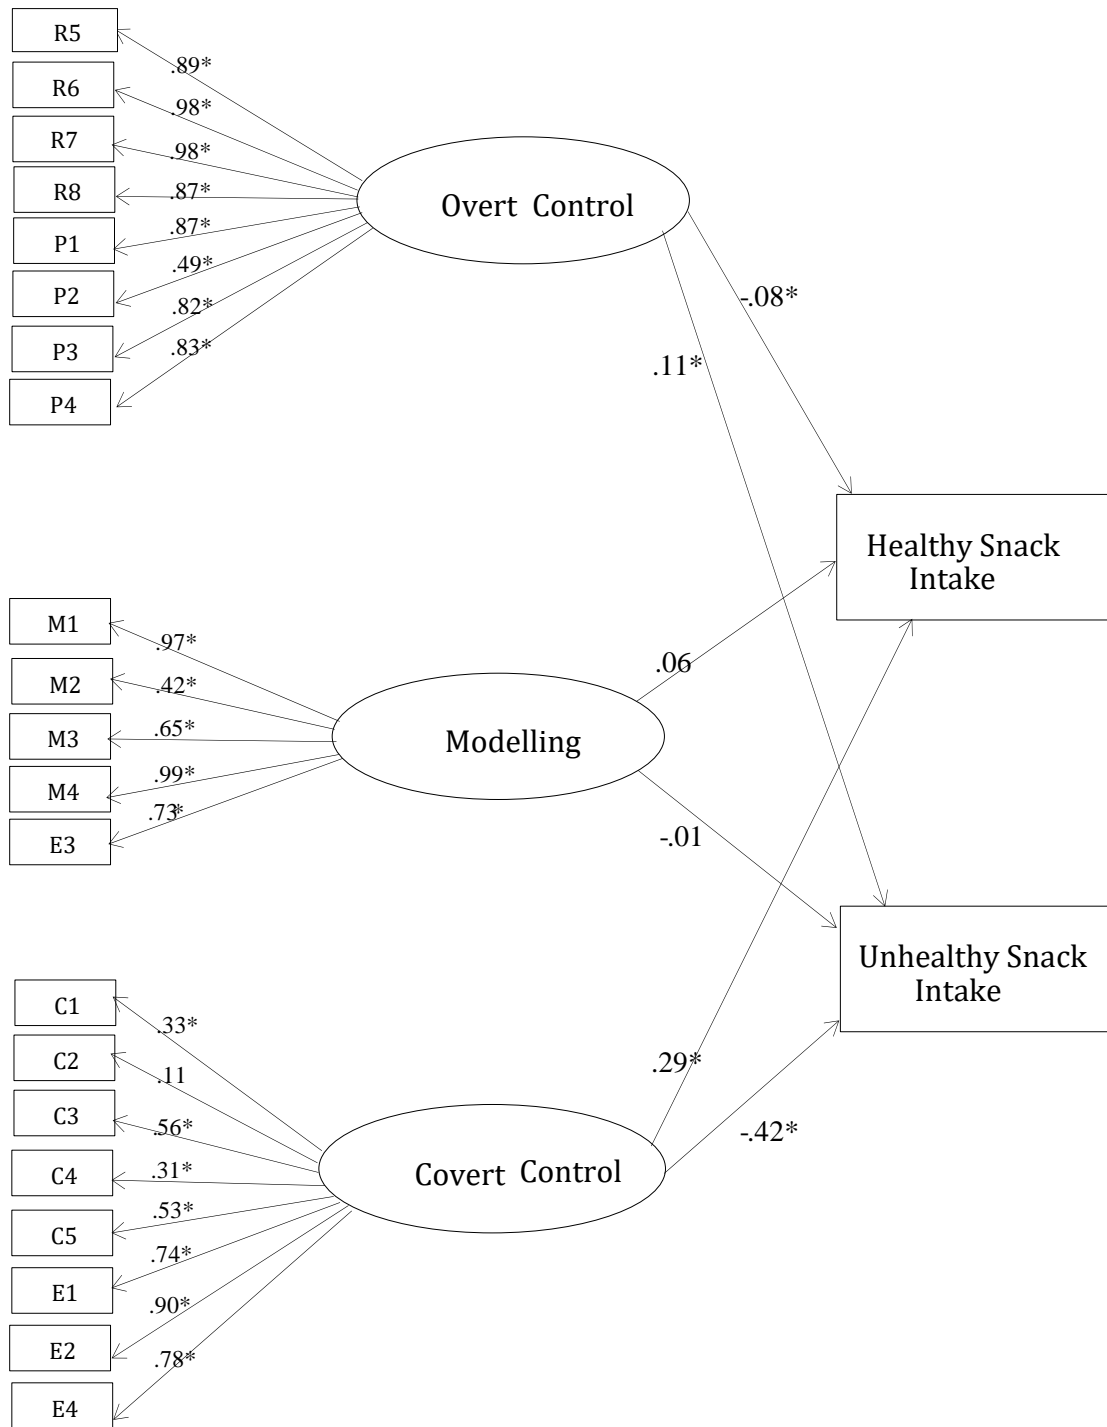 R5
.89*
R6
.98*
R7
.98*
R8
.87*
P1
.87*
P2
.49*
P3
.82*
P4
.83*
Overt Control
-.08*
.11*
Healthy Snack
Intake
M1
.97*
M2
.42*
M3
.65*
M4
.99*
E3
.73*
Modelling
.06
-.01
Unhealthy Snack
Intake
C1
.33*
C2
.11
C3
.56*
C4
.31*
C5
.53*
E1
.74*
E2
.90*
E4
.78*
Covert Control
.29*
-.42*